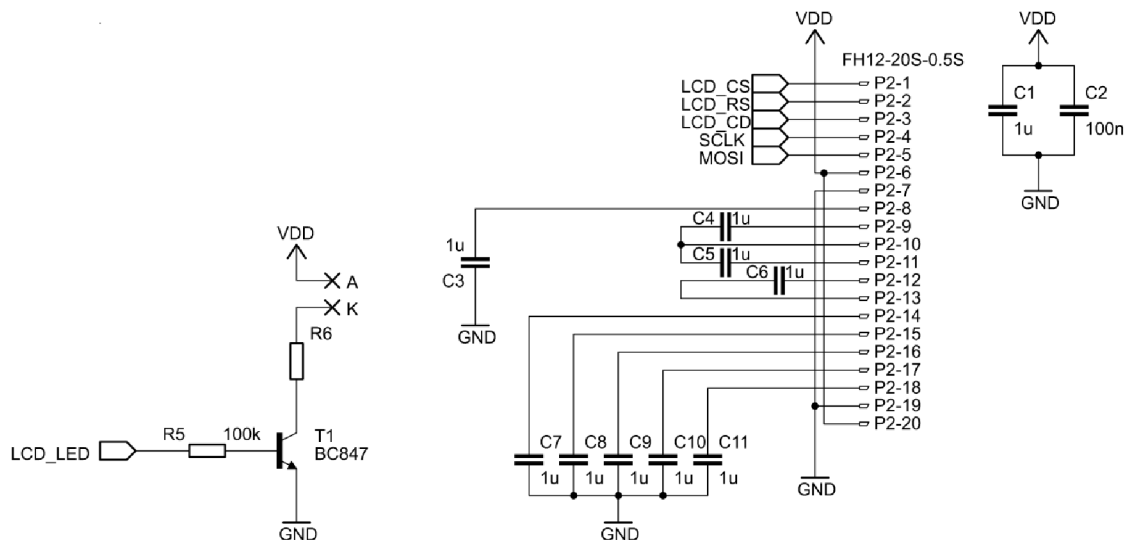 VDD
VDD
FH12-20S-0.5S
LCD_CS
P2-1
LCD_RS
P2-2
LCD_CD
P2-3
SCLK
P2-4
MOSI
P2-5
P2-6
P2-7
P2-8
P2-9
P2-10
P2-11
P2-12
P2-13
P2-14
P2-15
P2-16
P2-17
P2-18
P2-19
P2-20
C1
1u
C2
100n
GND
C4
1u
C5
1u
C6
1u
1u
C3
GND
VDD
A
K
R6
R5
100k
T1
BC847
LCD_LED
GND
C7
C8
C9
C10
C11
1u
1u
1u
1u
1u
GND
GND